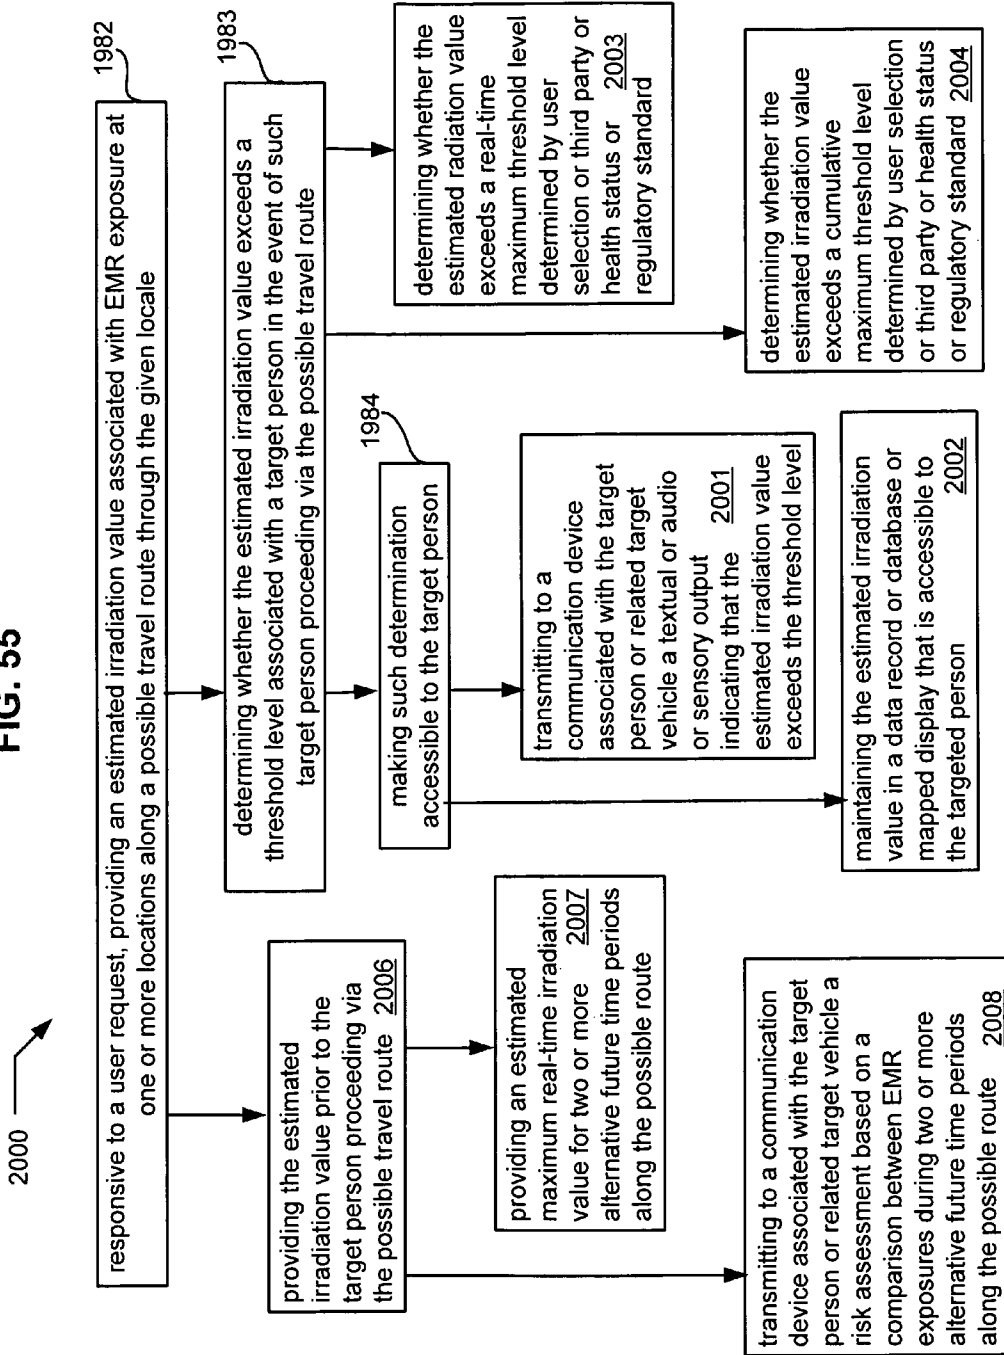 FIG. 55
2000
1982
responsive to a user request, providing an estimated irradiation value associated with EMR exposure at
one or more locations along a possible travel route through the given locale
1983
determining whether the estimated irradiation value exceeds a
threshold level associated with a target person in the event of such
target person proceeding via the possible travel route
providing the estimated
irradiation value prior to the
target person proceeding via
the possible travel route 2006
1984
making such determination
accessible to the target person
determining whether the
estimated radiation value
exceeds a real-time
maximum threshold level
determined by user
selection or third party or
health status or 2003
regulatory standard
providing an estimated
maximum real-time irradiation
value for two or more 2007
alternative future time periods
along the possible route
transmitting to a
communication device
associated with the target
person or related target
vehicle a textual or audio
or sensory output 2001
indicating that the
estimated irradiation value
exceeds the threshold level
transmitting to a communication
device associated with the target
person or related target vehicle a
risk assessment based on a
comparison between EMR
exposures during two or more
alternative future time periods
along the possible route 2008
maintaining the estimated irradiation
value in a data record or database or
mapped display that is accessible to
the targeted person 2002
determining whether the
estimated irradiation value
exceeds a cumulative
maximum threshold level
determined by user selection
or third party or health status
or regulatory standard 2004